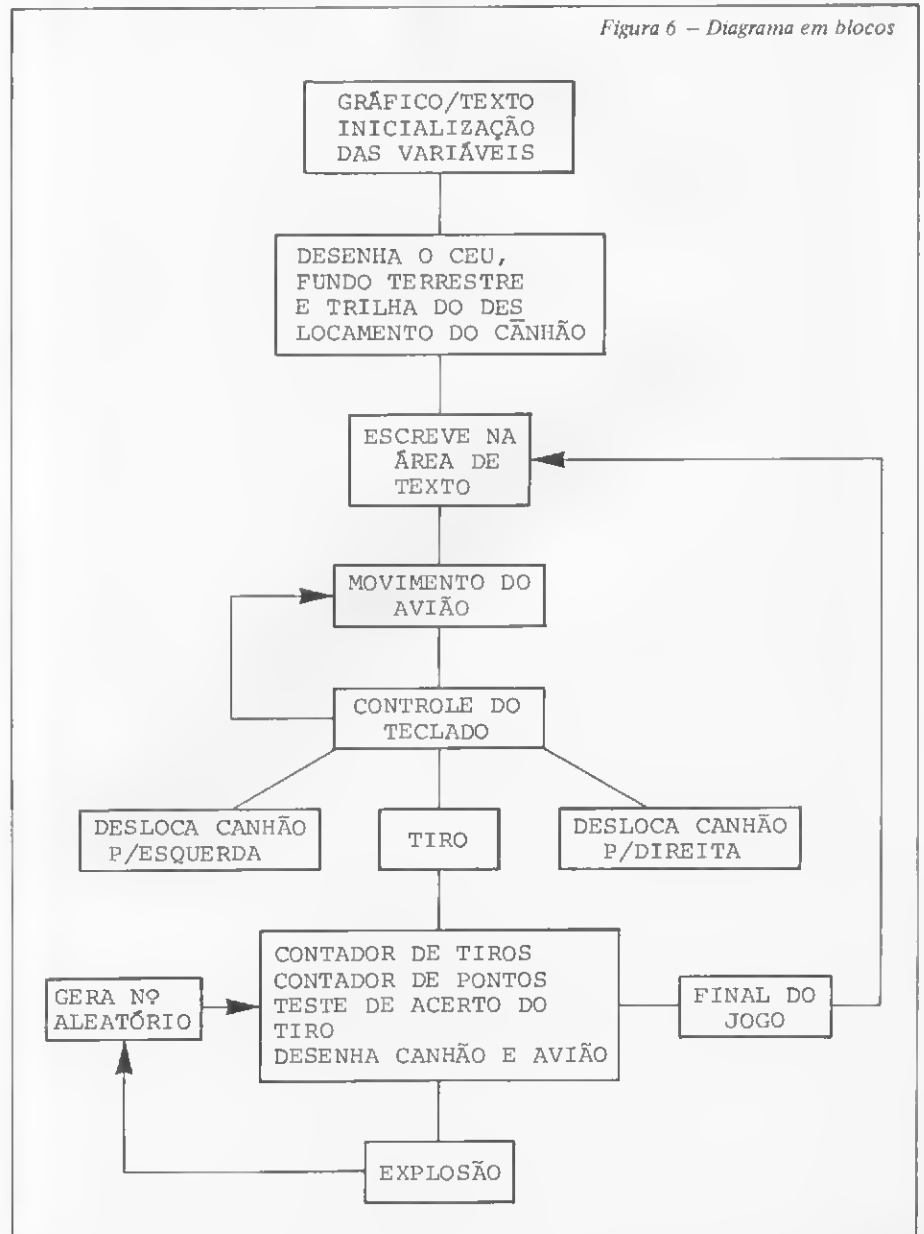 Figura 6 — Diagrama em blocos
GRÁFICO/TEXTO
INICIALIZAÇÃO
DAS VARIÁVEIS
DESENHA O CEU,
FUNDO TERRESTRE
E TRILHA DO DES
LOCAMENTO DO CANHÃO
ESCREVE NA
ÁREA DE
TEXTO
MOVIMENTO DO
AVIÃO
CONTROLE DO
TECLADO
DESLOCA CANHÃO
P/ESQUERDA
TIRO
DESLOCA CANHÃO
P/DIREITA
CONTADOR DE TIROS
CONTADOR DE PONTOS
TESTE DE ACERTO DO
TIRO
DESENHA CANHÃO E AVIÃO
GERA Nº
ALEATÓRIO
FINAL DO
JOGO
EXPLOSÃO